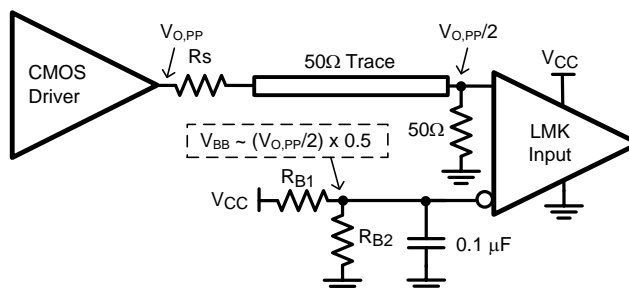 V_O,PP
Rs
50Ω Trace
V_O,PP/2
V_CC
CMOS
Driver
50Ω
LMK
Input
V_BB ~ (V_O,PP/2) x 0.5
R_B1
V_CC
R_B2
0.1 μF